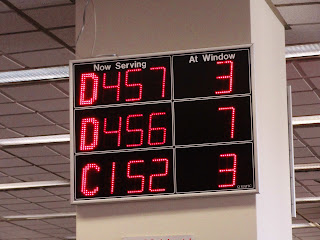 Now Serving At Window
D457 3
D456 7
C152 3